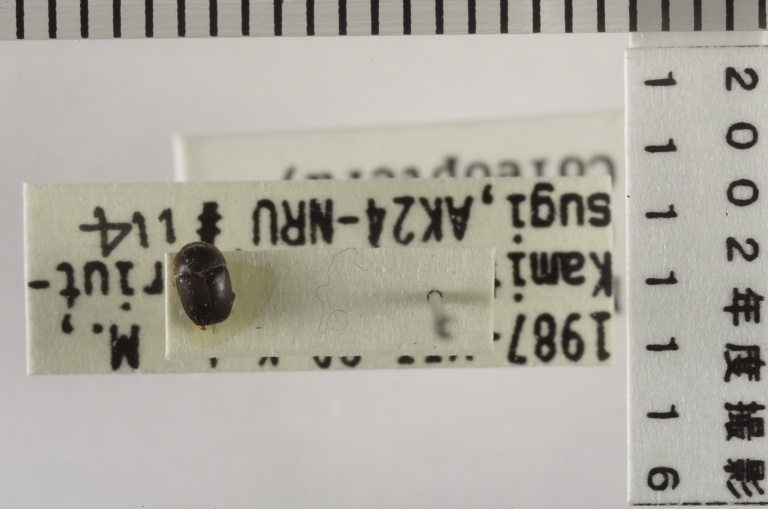 2002年度撮影
1111116
1987- M.,
Kami riut-
sugi,AK24-NRU #114
Coleoptera)